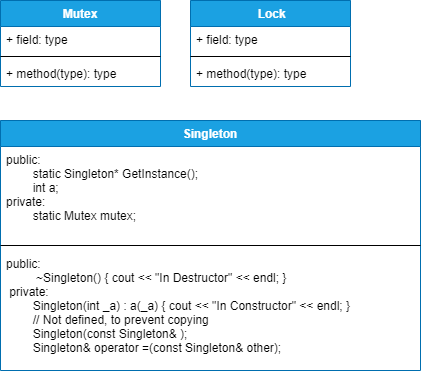 Mutex
+ field: type
+ method(type): type
Lock
+ field: type
+ method(type): type
Singleton
public:
static Singleton* GetInstance();
int a;
private:
static Mutex mutex;
public:
~Singleton() { cout << "In Destructor" << endl; }
private:
Singleton(int _a) : a(_a) { cout << "In Constructor" << endl; }
// Not defined, to prevent copying
Singleton(const Singleton& );
Singleton& operator =(const Singleton& other);